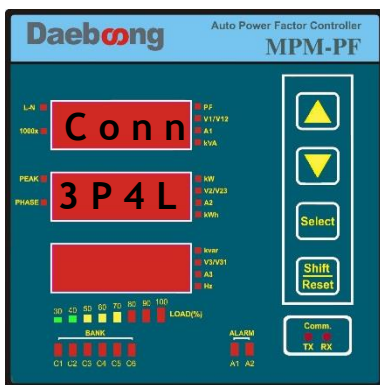 Daeboong
Auto Power Factor Controller
MPM-PF
L-N
1000x
Conn
P.F
V1/V12
A1
kVA
PEAK
PHASE
3P4L
kW
V2/V23
A2
kWh
kvar
V3/V31
A3
Hz
Select
Shift
Reset
30 40 50 60 70 80 90 100 LOAD(%)
BANK
C1 C2 C3 C4 C5 C6
ALARM
A1 A2
Comm.
TX RX